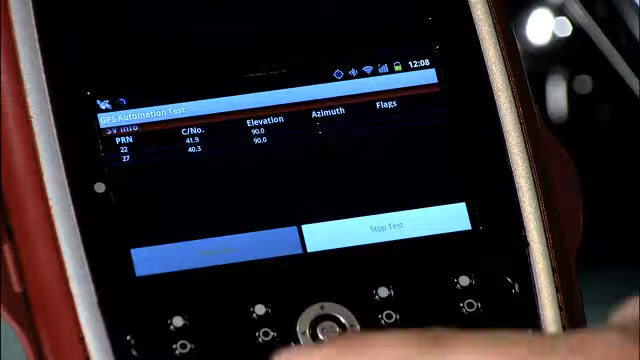 12:08
GPS Automation Test
SV Info
PRN C/No. Elevation Azimuth Flags
22 41.9 90.0 -
27 40.3 90.0 -
Stop Test